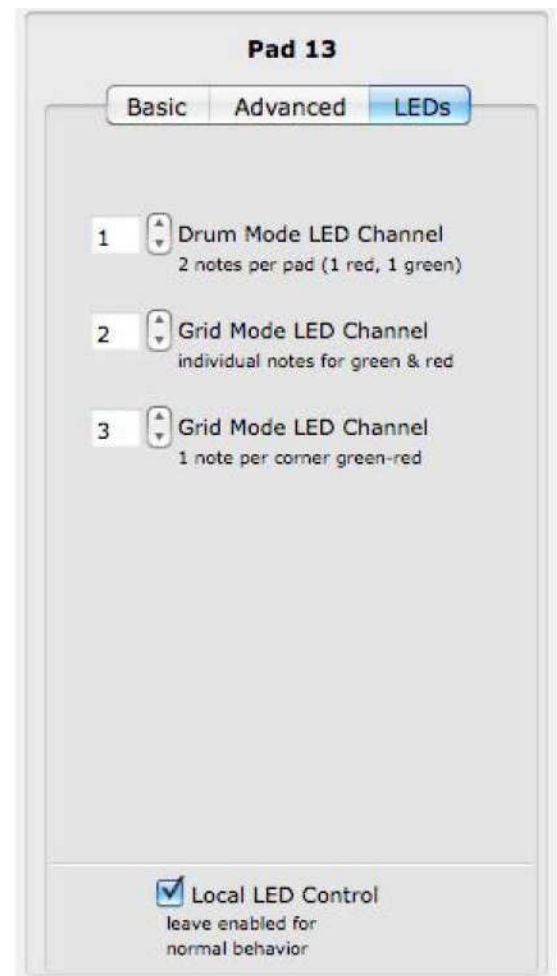 Pad 13
Basic Advanced LEDs
1 Drum Mode LED Channel
2 notes per pad (1 red, 1 green)
2 Grid Mode LED Channel
individual notes for green & red
3 Grid Mode LED Channel
1 note per corner green-red
Local LED Control
leave enabled for
normal behavior